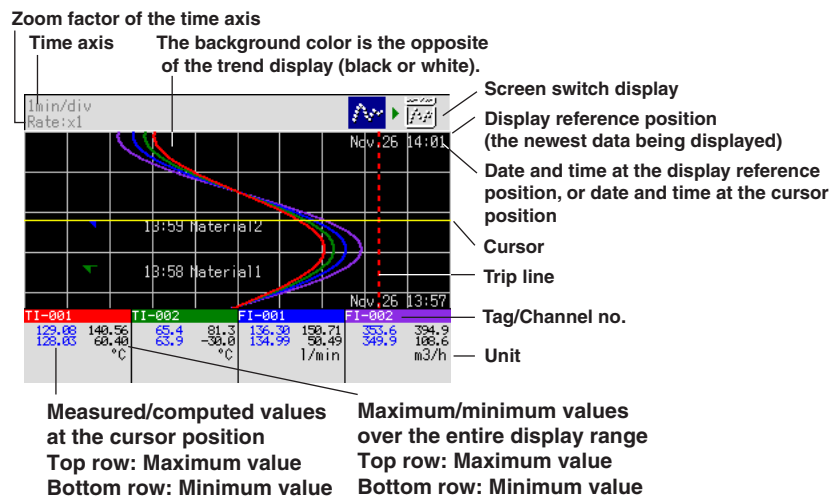 Zoom factor of the time axis
Time axis
The background color is the opposite
of the trend display (black or white).
1min/div
Rate:x1
Screen switch display
Display reference position
(the newest data being displayed)
Nov.26 14:01
Date and time at the display reference
position, or date and time at the cursor
position
13:59 Material2
Cursor
13:58 Material1
Trip line
Nov.26 13:57
TI-001 TI-002 FI-001 FI-002
Tag/Channel no.
129.08 140.56 65.4 81.3 136.30 150.71 353.6 394.9
128.03 60.40 63.9 -30.0 134.99 50.49 349.9 108.6
°C °C l/min m3/h
Unit
Measured/computed values
at the cursor position
Top row: Maximum value
Bottom row: Minimum value
Maximum/minimum values
over the entire display range
Top row: Maximum value
Bottom row: Minimum value